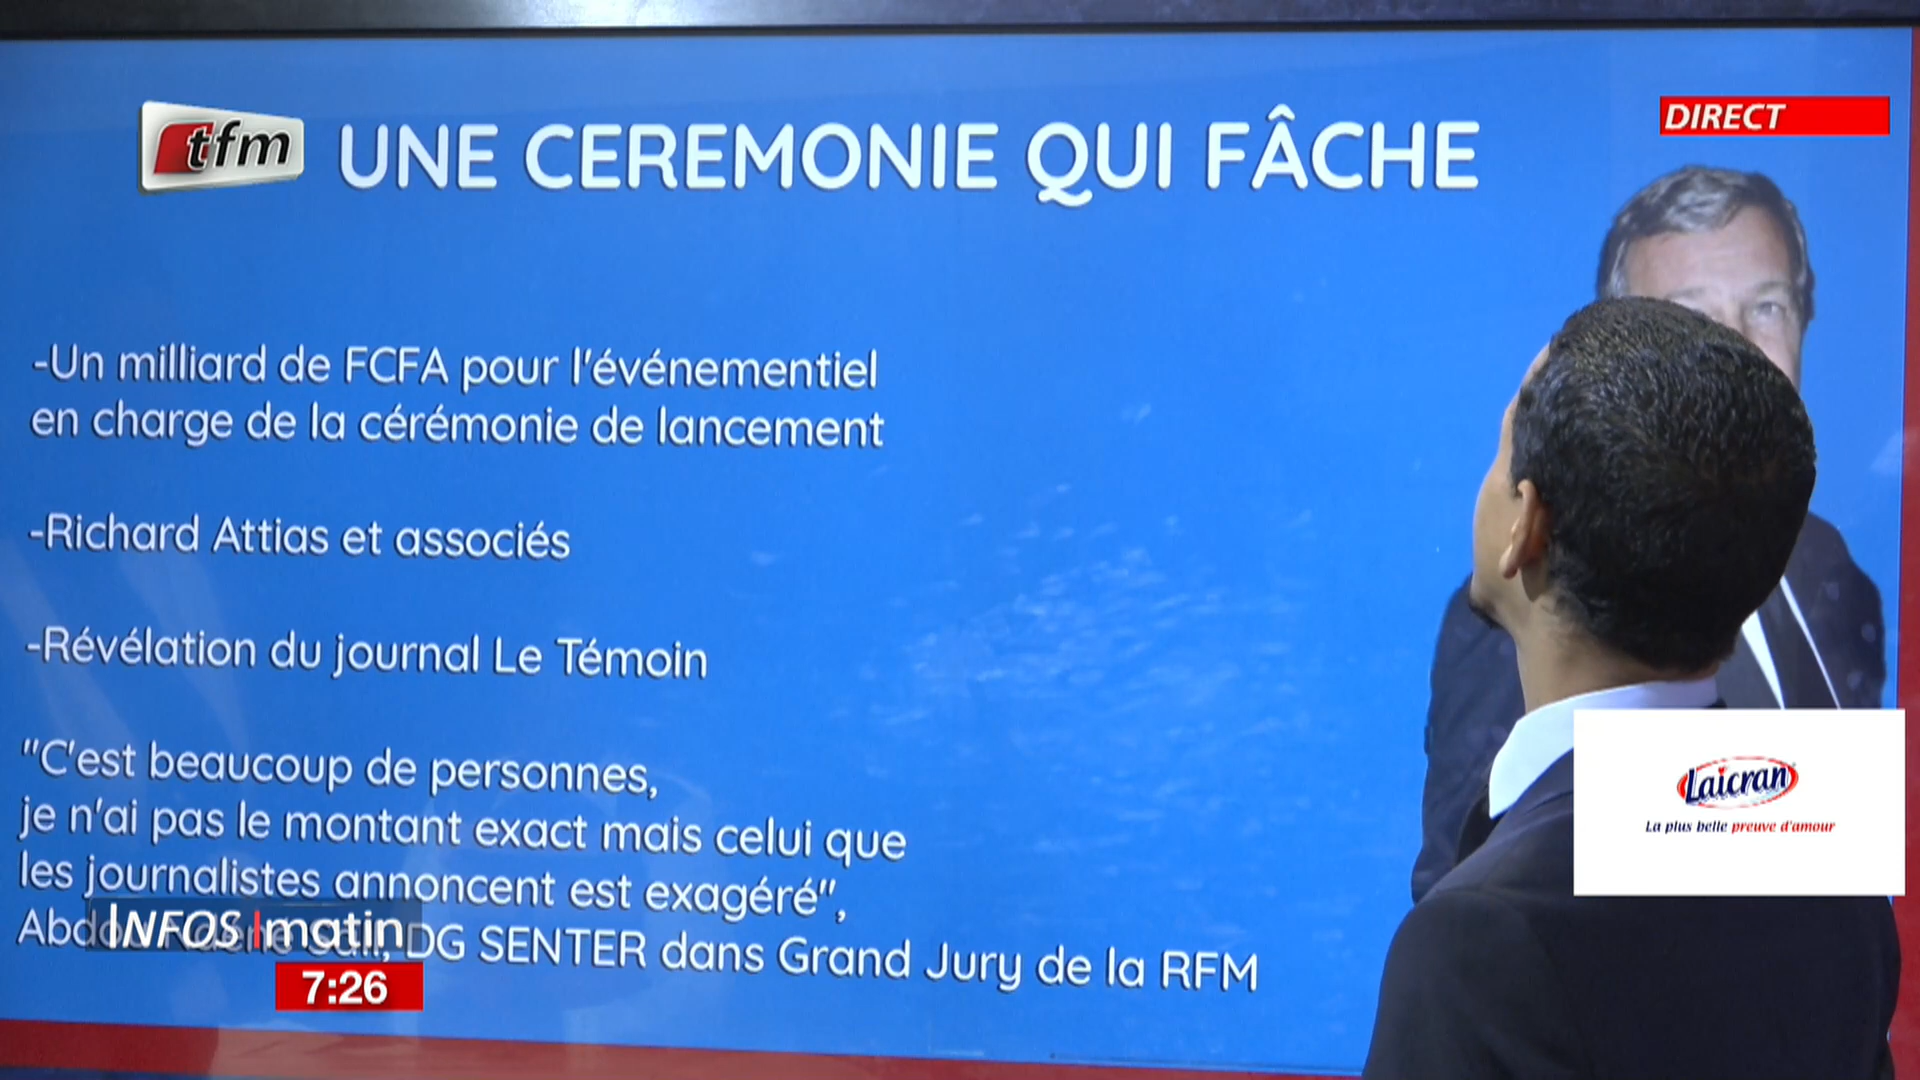 tfm
UNE CEREMONIE QUI FÂCHE
DIRECT
-Un milliard de FCFA pour l'événementiel
en charge de la cérémonie de lancement
-Richard Attias et associés
-Révélation du journal Le Témoin
"C'est beaucoup de personnes,
je n'ai pas le montant exact mais celui que
les journalistes annoncent est exagéré",
DG SENTER dans Grand Jury de la RFM
INFOS matin
7:26
Laicran
La plus belle preuve d'amour